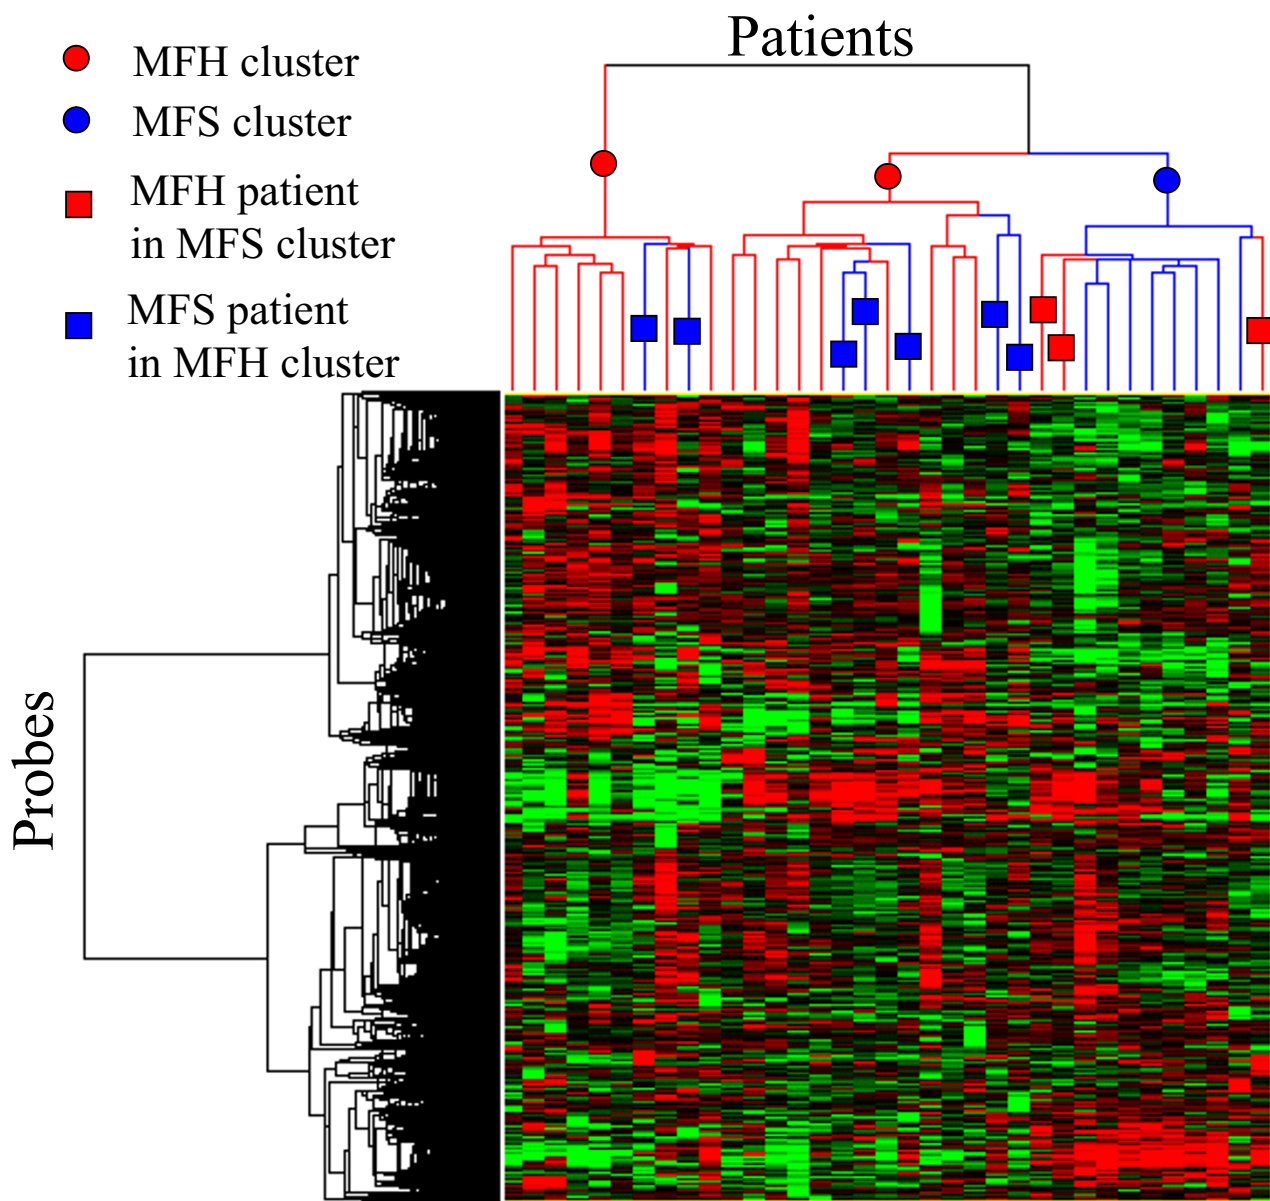 Patients
MFH cluster
MFS cluster
MFH patient
in MFS cluster
MFS patient
in MFH cluster
Probes